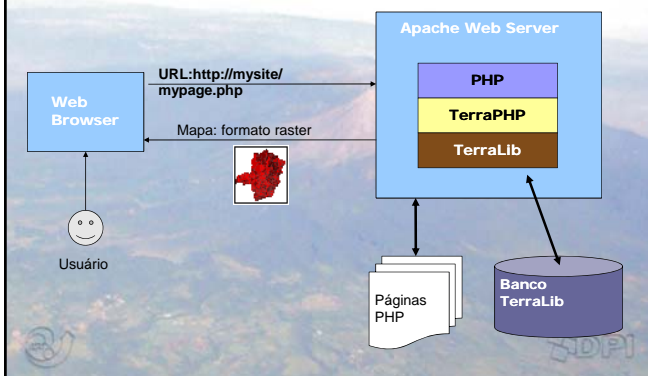 Apache Web Server
URL:http://mysite/
mypage.php
PHP
Web
Browser
TerraPHP
Mapa: formato raster
TerraLib
Usuário
Páginas
PHP
Banco
TerraLib
DPI